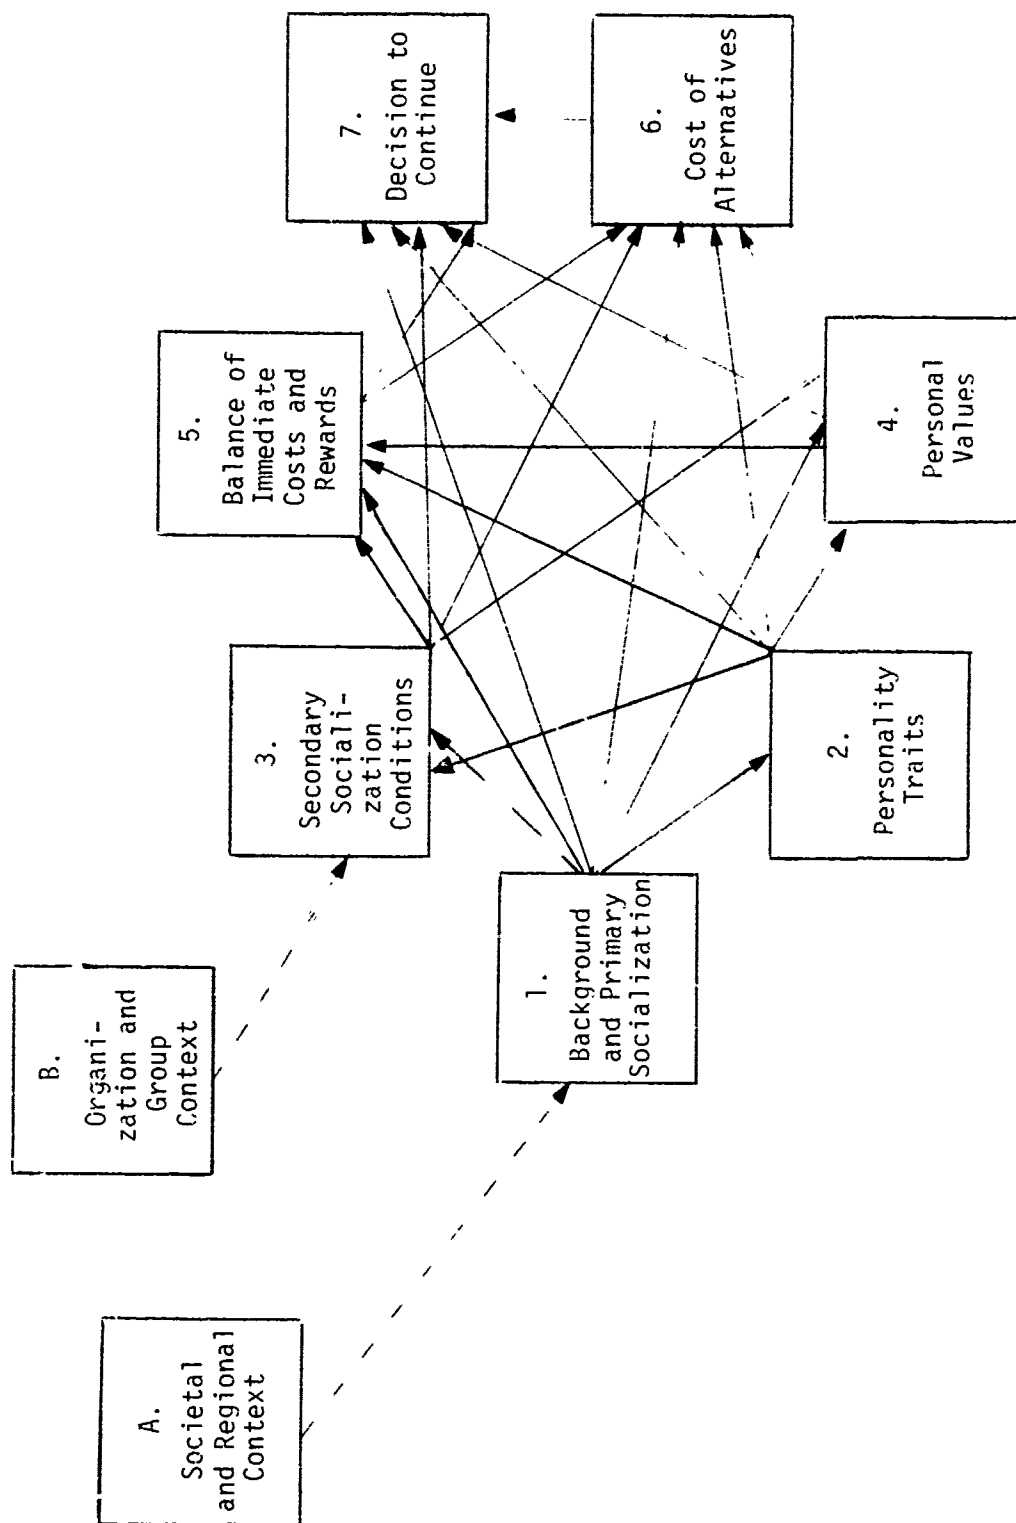 A.
Societal
and Regional
Context
B.
Organi-
zation and
Group
Context
1.
Background
and Primary
Socialization
3.
Secondary
Sociali-
zation
Conditions
2.
Personality
Traits
5.
Balance of
Immediate
Costs and
Rewards
4.
Personal
Values
7.
Decision to
Continue
6.
Cost of
Alternatives